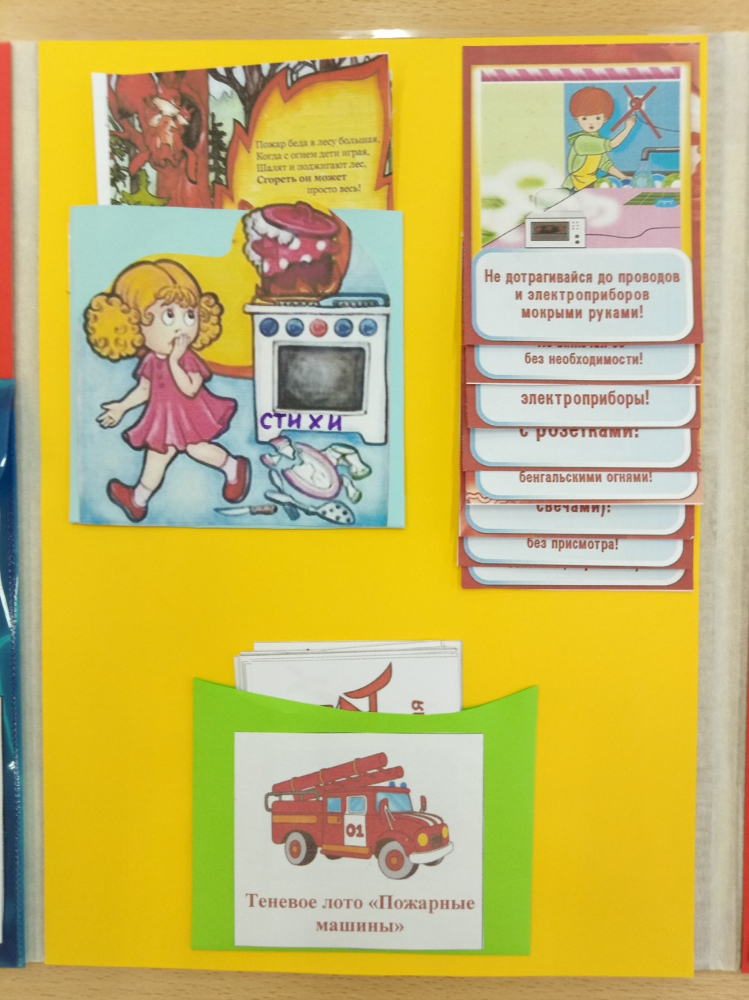 Пожар беда в лесу большая,
Когда с огнем дети играя,
Шалят и поджигают лес.
Сгореть он может
просто весь!
СТИХИ
Не дотрагивайся до проводов
и электроприборов
мокрыми руками!
без необходимости!
электроприборы!
с розетками!
бенгальскими огнями!
свечами)!
без присмотра!
01
Теневое лото «Пожарные
машины»